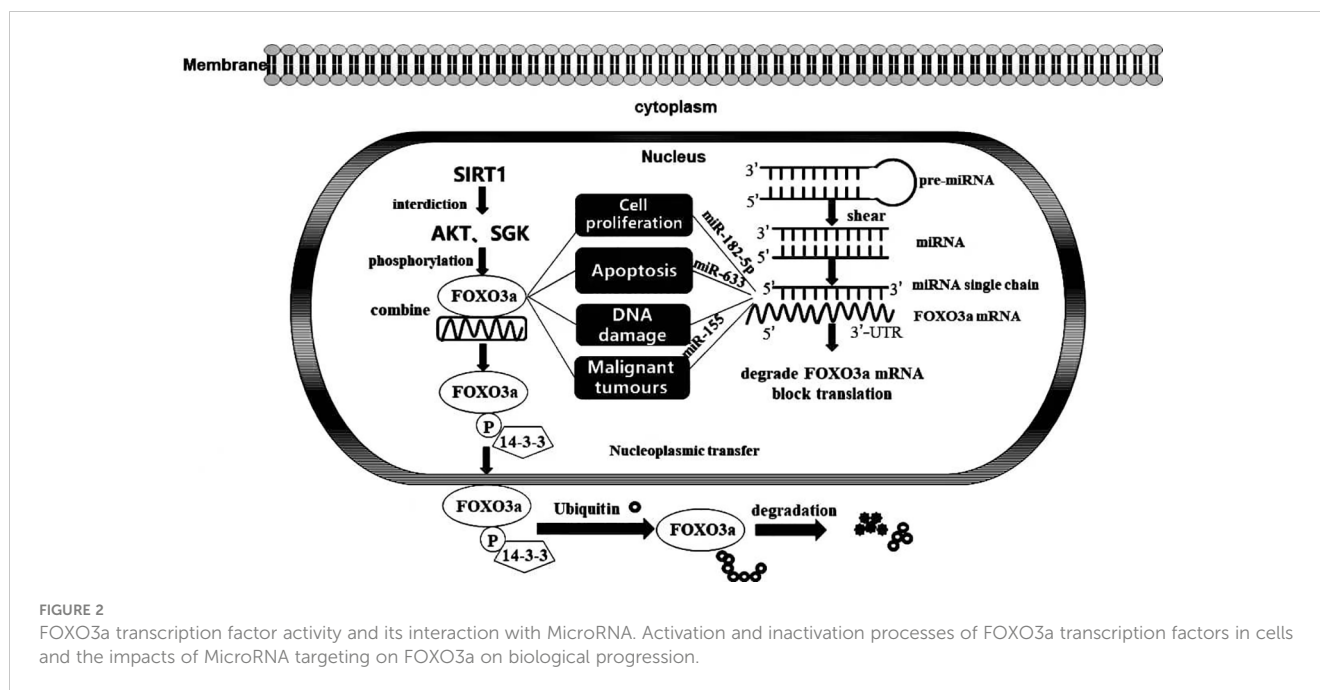 Membrane
cytoplasm
Nucleus
SIRT1
interdiction
AKT、SGK
phosphorylation
FOXO3a
combine
FOXO3a
P
14-3-3
Cell
proliferation
Apoptosis
DNA
damage
Malignant
tumours
miR-182-5p
miR-633
miR-155
3'
5'
pre-miRNA
shear
3'
5'
miRNA
5'
3'
miRNA single chain
FOXO3a mRNA
5'
3'-UTR
degrade FOXO3a mRNA
block translation
Nucleoplasmic transfer
FOXO3a
P
14-3-3
Ubiquitin
FOXO3a
degradation
FIGURE 2
FOXO3a transcription factor activity and its interaction with MicroRNA. Activation and inactivation processes of FOXO3a transcription factors in cells
and the impacts of MicroRNA targeting on FOXO3a on biological progression.